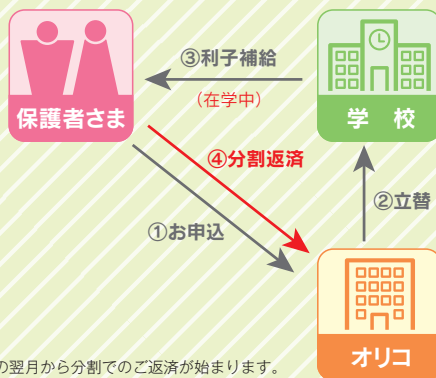 ③利子補給
(在学中)
保護者さま
学 校
④分割返済
②立替
①お申込
オリコ
の翌月から分割でのご返済が始まります。